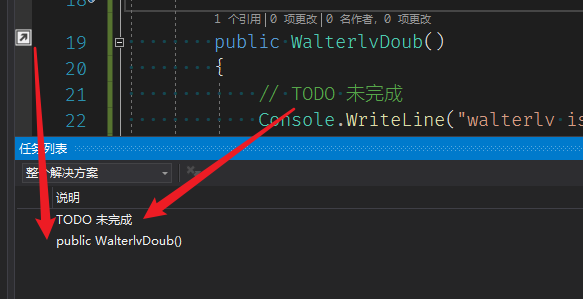 18
1 个引用|0 项更改|0 名作者，0 项更改
19 public WalterlvDoub()
20 {
21 // TODO 未完成
22 Console.WriteLine("walterlv is
任务列表
整个解决方案
说明
TODO 未完成
public WalterlvDoub()